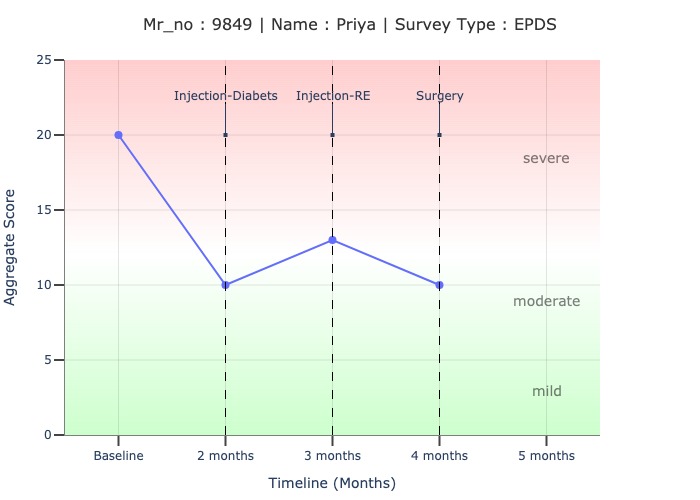 Mr_no : 9849 | Name : Priya | Survey Type : EPDS
25
Injection-Diabets Injection-RE Surgery
20
severe
15
Aggregate Score
10
moderate
5
mild
0
Baseline 2 months 3 months 4 months 5 months
Timeline (Months)